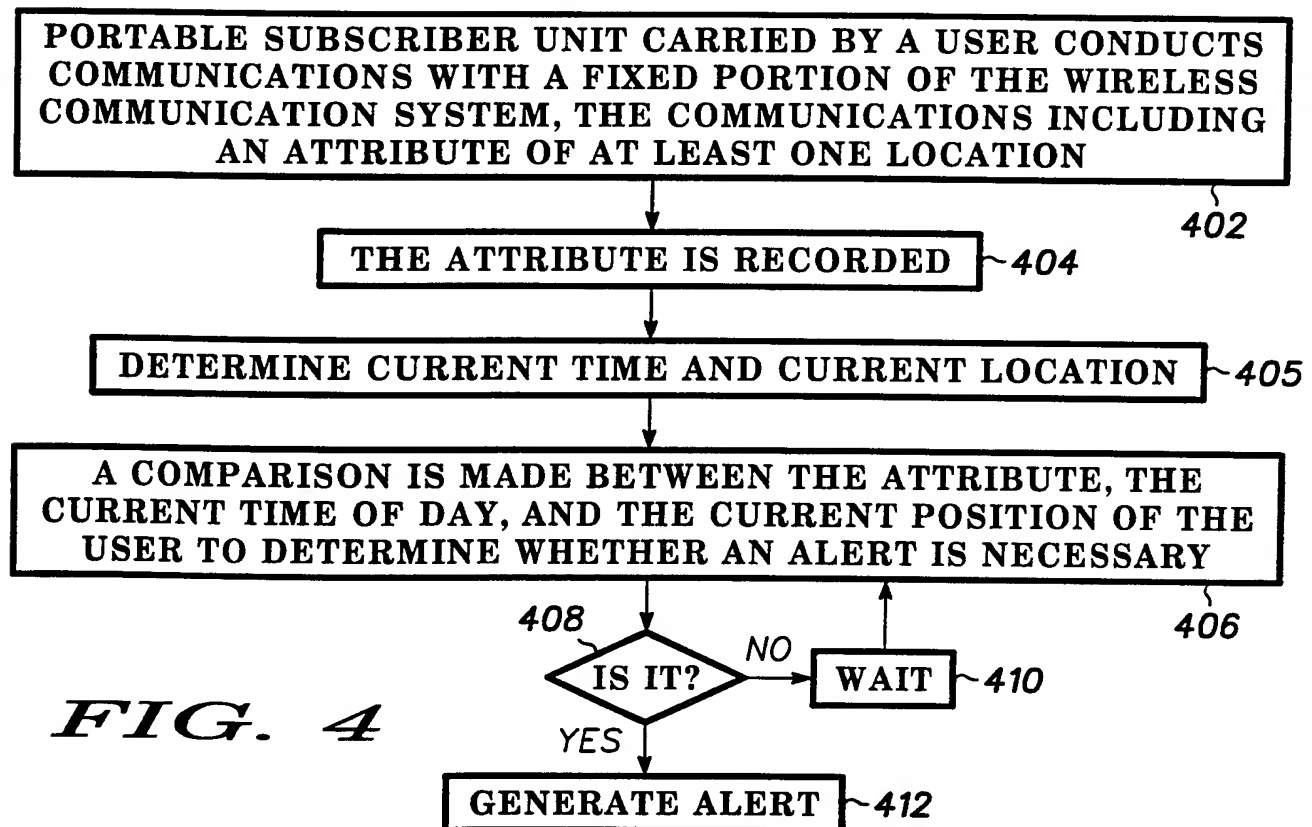 PORTABLE SUBSCRIBER UNIT CARRIED BY A USER CONDUCTS
COMMUNICATIONS WITH A FIXED PORTION OF THE WIRELESS
COMMUNICATION SYSTEM, THE COMMUNICATIONS INCLUDING
AN ATTRIBUTE OF AT LEAST ONE LOCATION
402
THE ATTRIBUTE IS RECORDED
404
DETERMINE CURRENT TIME AND CURRENT LOCATION
405
A COMPARISON IS MADE BETWEEN THE ATTRIBUTE, THE
CURRENT TIME OF DAY, AND THE CURRENT POSITION OF THE
USER TO DETERMINE WHETHER AN ALERT IS NECESSARY
406
408
IS IT?
NO
WAIT
410
YES
GENERATE ALERT
412
FIG. 4